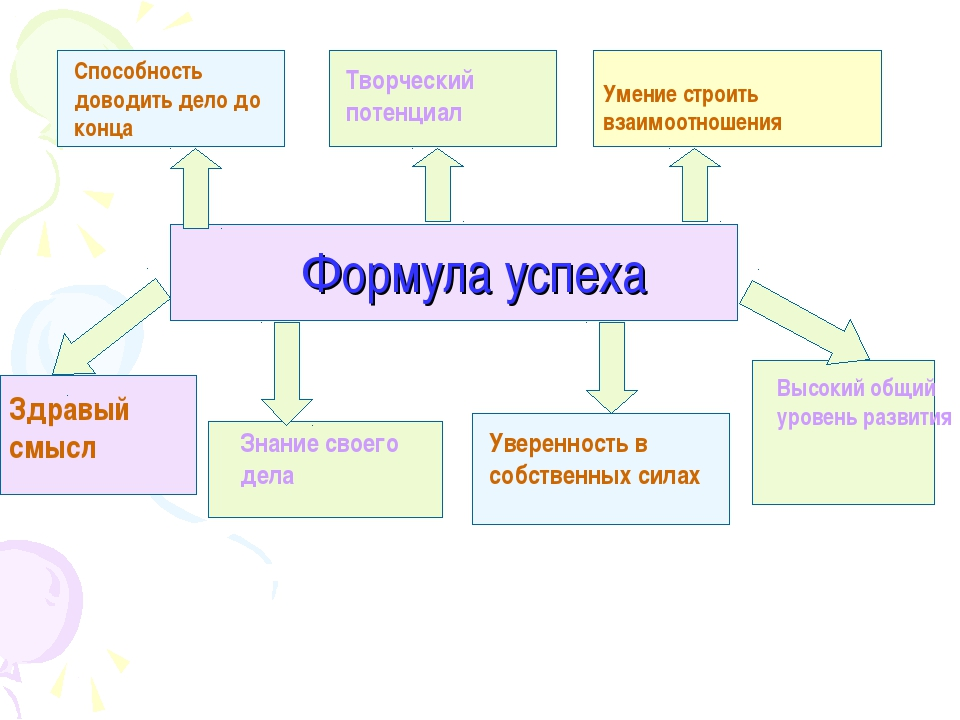 Способность
доводить дело до
конца
Творческий
потенциал
Умение строить
взаимоотношения
Формула успеха
Здравый
смысл
Знание своего
дела
Уверенность в
собственных силах
Высокий общий
уровень развития